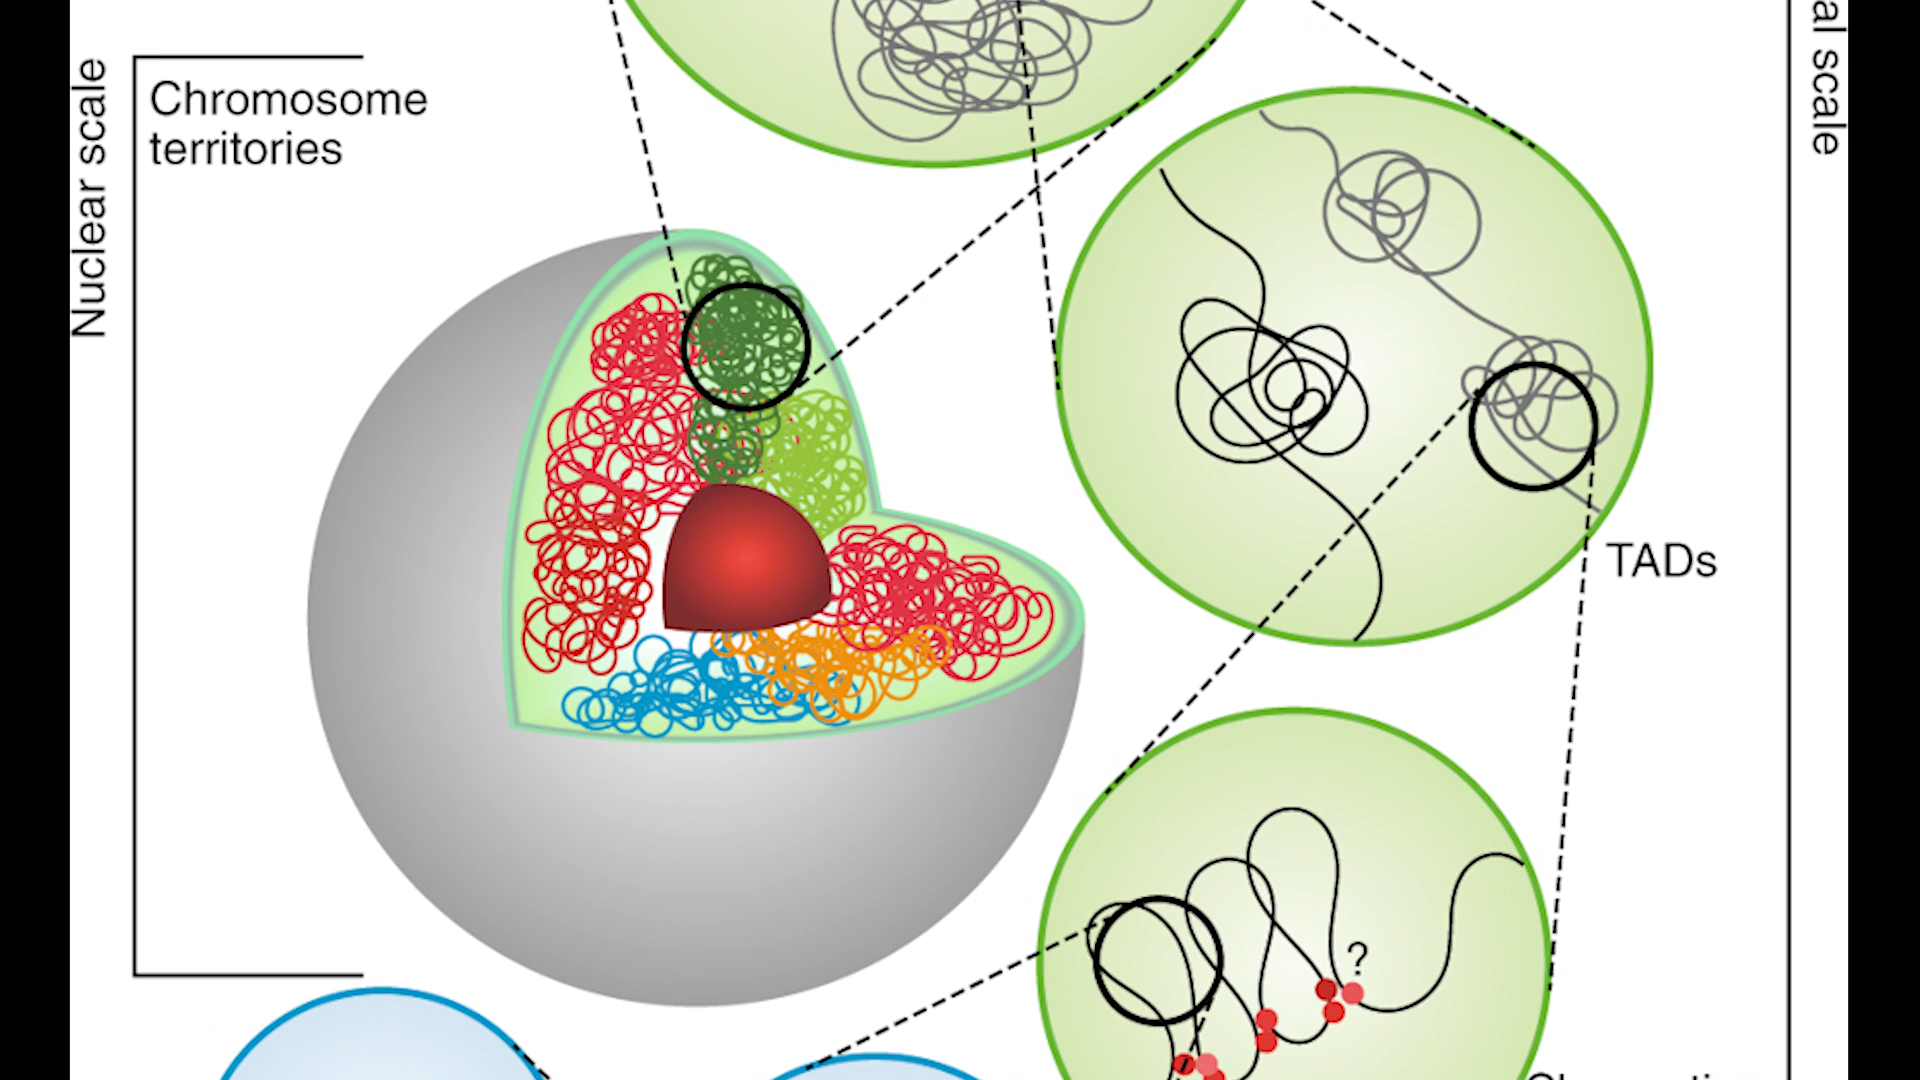 Nuclear scale
Chromosome
territories
al scale
TADs
?